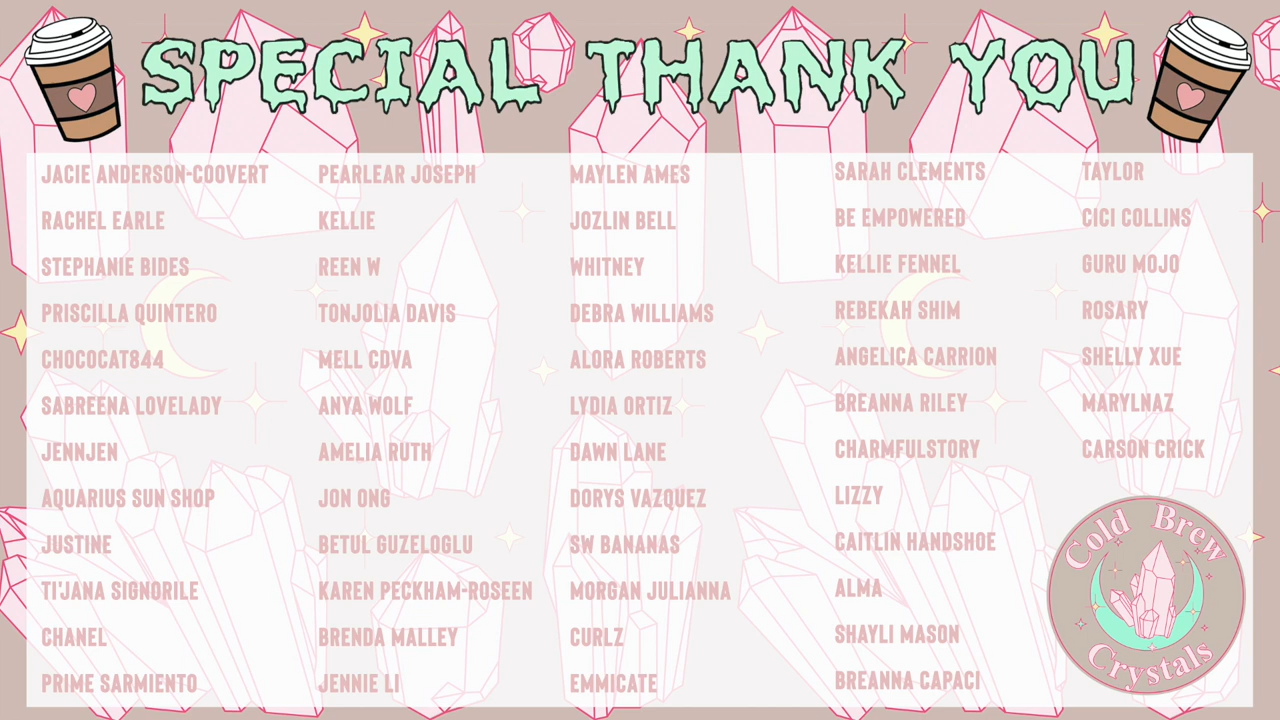 SPECIAL THANK YOU
JACIE ANDERSON-COOVERT
RACHEL EARLE
STEPHANIE BIDES
PRISCILLA QUINTERO
CHOCOCAT844
SABREENA LOVELADY
JENNJEN
AQUARIUS SUN SHOP
JUSTINE
TI'JANA SIGNORILE
CHANEL
PRIME SARMIENTO
PEARLEAR JOSEPH
KELLIE
REEN W
TONJOLIA DAVIS
MELL CDVA
ANYA WOLF
AMELIA RUTH
JON ONG
BETUL GUZELOGLU
KAREN PECKHAM-ROSEEN
BRENDA MALLEY
JENNIE LI
MAYLEN AMES
JOZLIN BELL
WHITNEY
DEBRA WILLIAMS
ALORA ROBERTS
LYDIA ORTIZ
DAWN LANE
DORYS VAZQUEZ
SW BANANAS
MORGAN JULIANNA
CURLZ
EMMICATE
SARAH CLEMENTS
BE EMPOWERED
KELLIE FENNEL
REBEKAH SHIM
ANGELICA CARRION
BREANNA RILEY
CHARMFULSTORY
LIZZY
CAITLIN HANDSHOE
ALMA
SHAYLI MASON
BREANNA CAPACI
TAYLOR
CICI COLLINS
GURU MOJO
ROSARY
SHELLY XUE
MARYLNAZ
CARSON CRICK
Cold Brew
Crystals